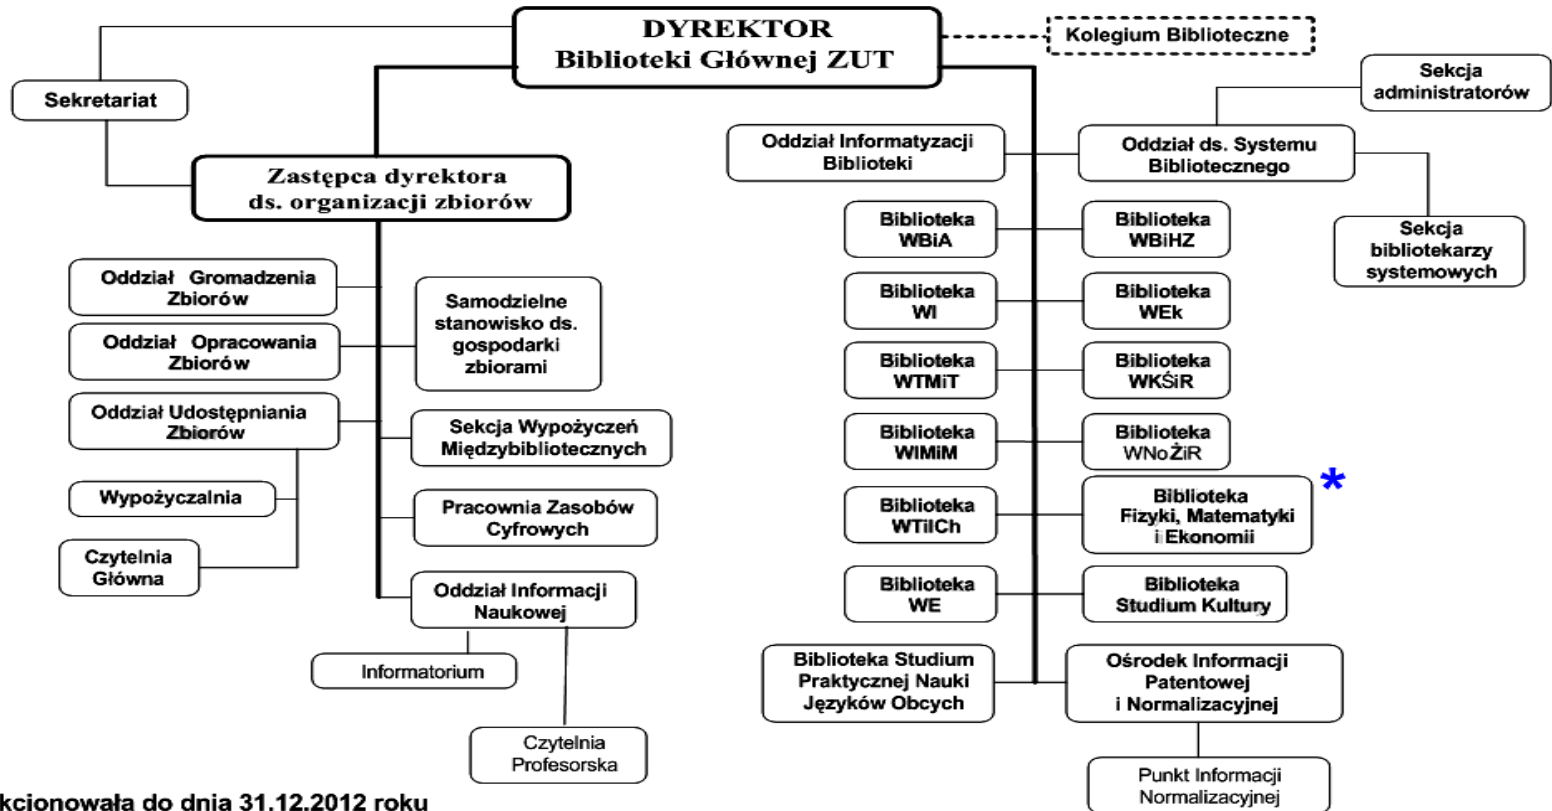 DYREKTOR
Biblioteki Głównej ZUT
Kolegium Biblioteczne
Sekretariat
Sekcja
administratorów
Zastępca dyrektora
ds. organizacji zbiorów
Oddział Informatyzacji
Biblioteki
Oddział ds. Systemu
Bibliotecznego
Sekcja
bibliotekarzy
systemowych
Oddział Gromadzenia
Zbiorów
Oddział Opracowania
Zbiorów
Samodzielne
stanowisko ds.
gospodarki
zbiorami
Oddział Udostępniania
Zbiorów
Sekcja Wypożyczeń
Międzybibliotecznych
Wypożyczalnia
Pracownia Zasobów
Cyfrowych
Czytelnia
Główna
Oddział Informacji
Naukowej
Informatorium
Czytelnia
Profesorska
Biblioteka
WBiA
Biblioteka
WBiHZ
Biblioteka
WI
Biblioteka
WEk
Biblioteka
WTMiT
Biblioteka
WKŚiR
Biblioteka
WIMiM
Biblioteka
WNoŻiR
Biblioteka
WTiICh
Biblioteka
Fizyki, Matematyki
i Ekonomii
*
Biblioteka
WE
Biblioteka
Studium Kultury
Biblioteka Studium
Praktycznej Nauki
Języków Obcych
Ośrodek Informacji
Patentowej
i Normalizacyjnej
Punkt Informacji
Normalizacyjnej
kcjonowała do dnia 31.12.2012 roku